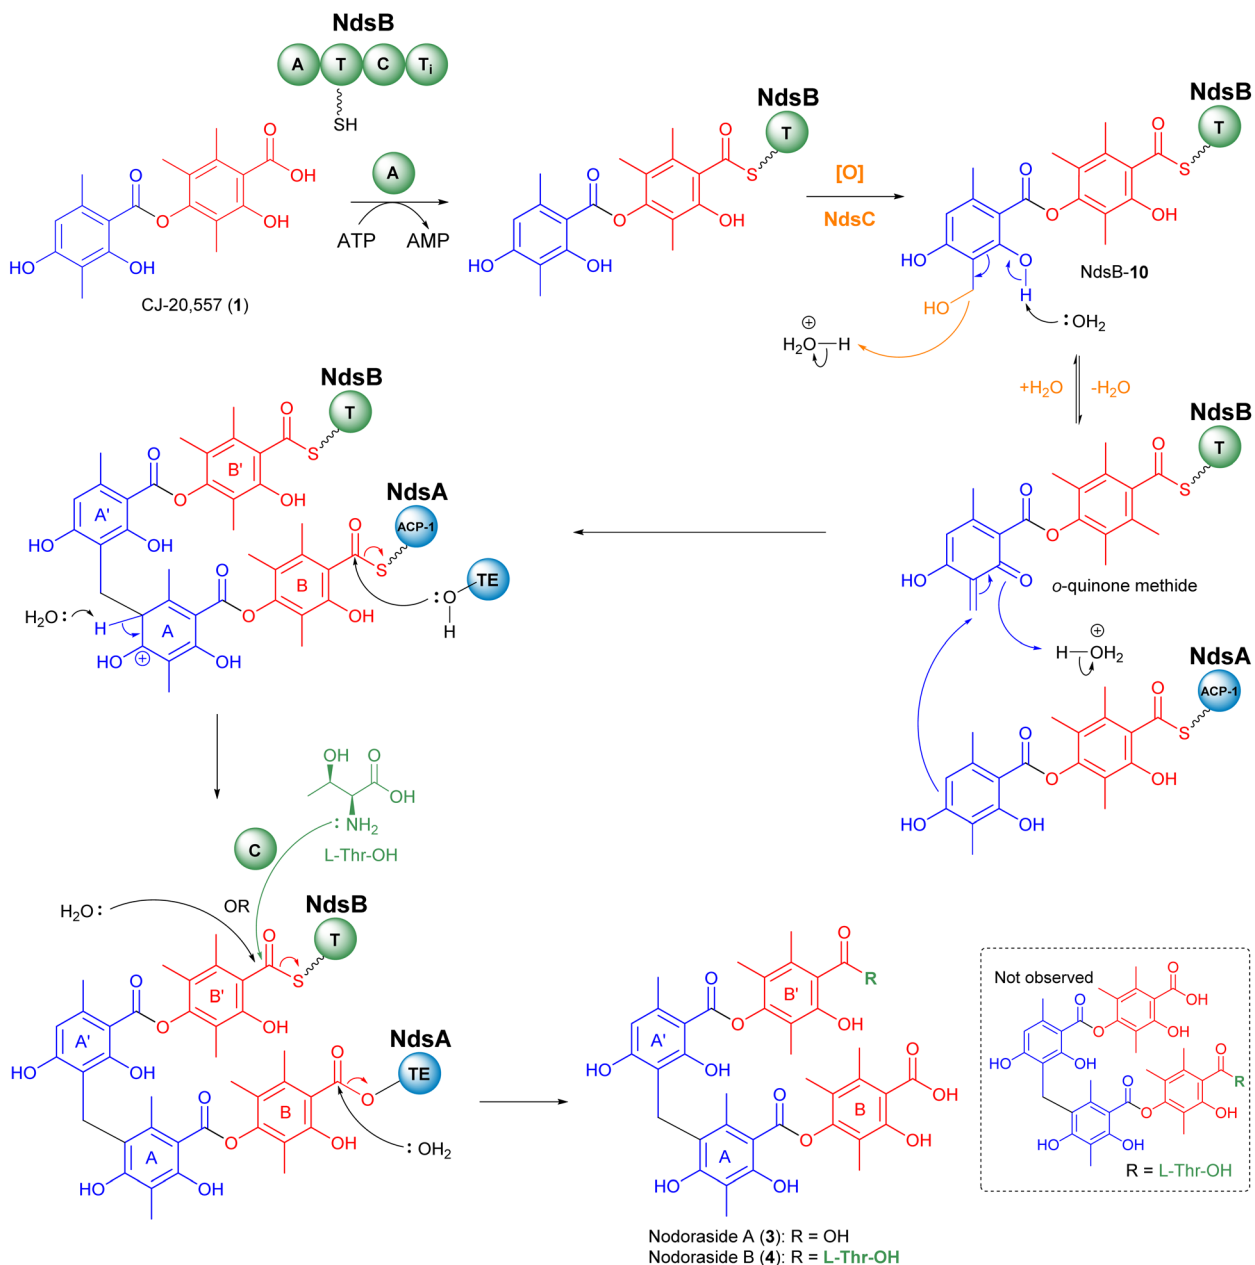 NdsB
A T C Ti
SH
O
OH
O
O
OH
HO
OH
CJ-20,557 (1)
A
ATP
AMP
NdsB
T
O
S
O
O
OH
HO
OH
[O]
NdsC
NdsB
T
O
S
O
O
OH
HO
O
H
HO
NdsB-10
:OH2
⊕
H2O—H
+H2O
-H2O
NdsB
T
O
S
O
O
HO
O
o-quinone methide
⊕
H—OH2
NdsA
ACP-1
O
S
O
O
OH
HO
OH
NdsB
T
O
S
O
B'
O
OH
A'
HO
OH
NdsA
ACP-1
O
S
TE
:O
H
O
B
O
OH
H2O:
H
A
HO
⊕
OH
OH
O
OH
:NH2
L-Thr-OH
C
H2O:
OR
NdsB
T
O
S
O
B'
O
OH
A'
HO
OH
NdsA
TE
O
O
O
B
O
OH
:OH2
A
HO
OH
O
R
O
B'
O
OH
A'
HO
OH
O
OH
O
B
O
OH
A
HO
OH
Nodoraside A (3): R = OH
Nodoraside B (4): R = L-Thr-OH
Not observed
O
OH
O
O
OH
HO
OH
O
R
O
O
OH
HO
OH
R = L-Thr-OH